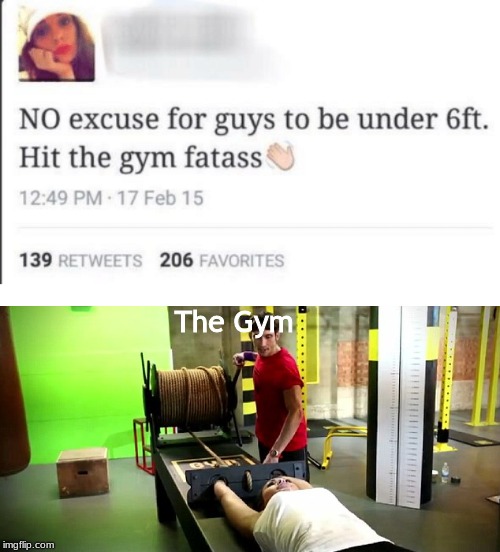 NO excuse for guys to be under 6ft.
Hit the gym fatass👋
12:49 PM · 17 Feb 15
139 RETWEETS 206 FAVORITES
The Gym
imgflip.com